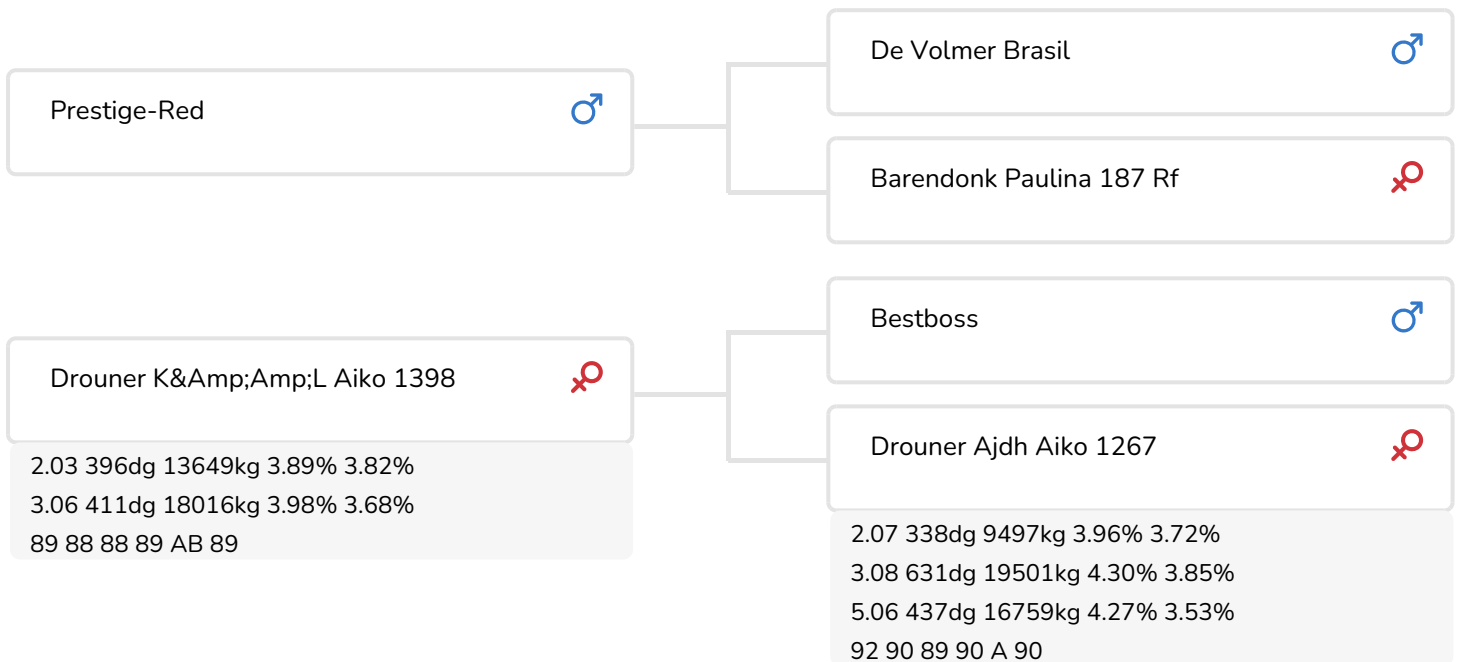 Prestige-Red
De Volmer Brasil
Barendonk Paulina 187 Rf
Drouner K&Amp;Amp;L Aiko 1398
2.03 396dg 13649kg 3.89% 3.82%
3.06 411dg 18016kg 3.98% 3.68%
89 88 88 89 AB 89
Bestboss
Drouner Ajdh Aiko 1267
2.07 338dg 9497kg 3.96% 3.72%
3.08 631dg 19501kg 4.30% 3.85%
5.06 437dg 16759kg 4.27% 3.53%
92 90 89 90 A 90